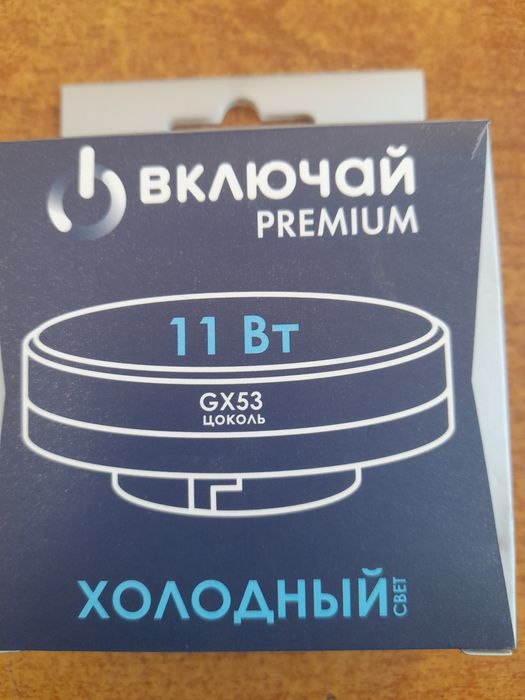 ВКЛЮЧАЙ
PREMIUM
11 Вт
GX53
ЦОКОЛЬ
ХОЛОДНЫЙ СВЕТ